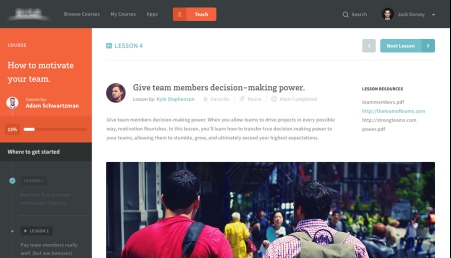 Browse Courses
My Courses
Apps
Teach
Search
Jack Dorsey
COURSE
How to motivate
your team.
Course by:
Adam Schwartzman
15%
Where to get started
LESSON 1
LESSON 2
Pay team members really
well (but use bonuses)
LESSON 4
Next Lesson
Give team members decision-making power.
Lesson by: Kyle Stephenson
Favorite
Pause
Mark Completed
Give team members decision-making power. When you allow teams to drive projects in every possible
way, motivation flourishes. In this lesson, you'll learn how to transfer true decision-making power to
your teams, allowing them to stumble, grow, and ultimately exceed your highest expectations.
LESSON RESOURCES
teammembers.pdf
http://theteamofteams.com
http://strongteams.com
power.pdf